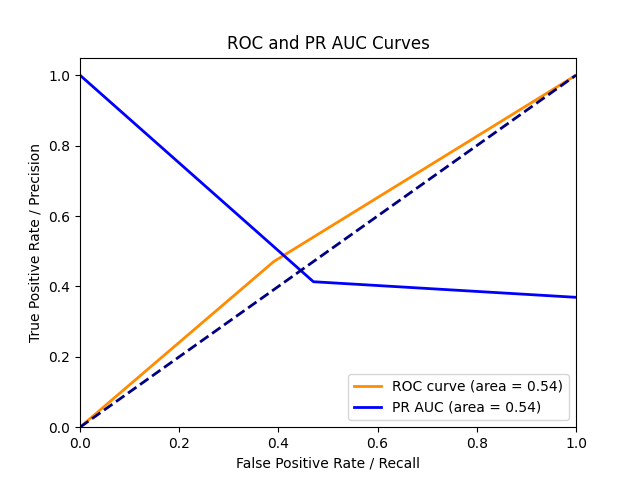 ROC and PR AUC Curves
True Positive Rate / Precision
1.0
0.8
0.6
0.4
0.2
0.0
0.0 0.2 0.4 0.6 0.8 1.0
False Positive Rate / Recall
ROC curve (area = 0.54)
PR AUC (area = 0.54)